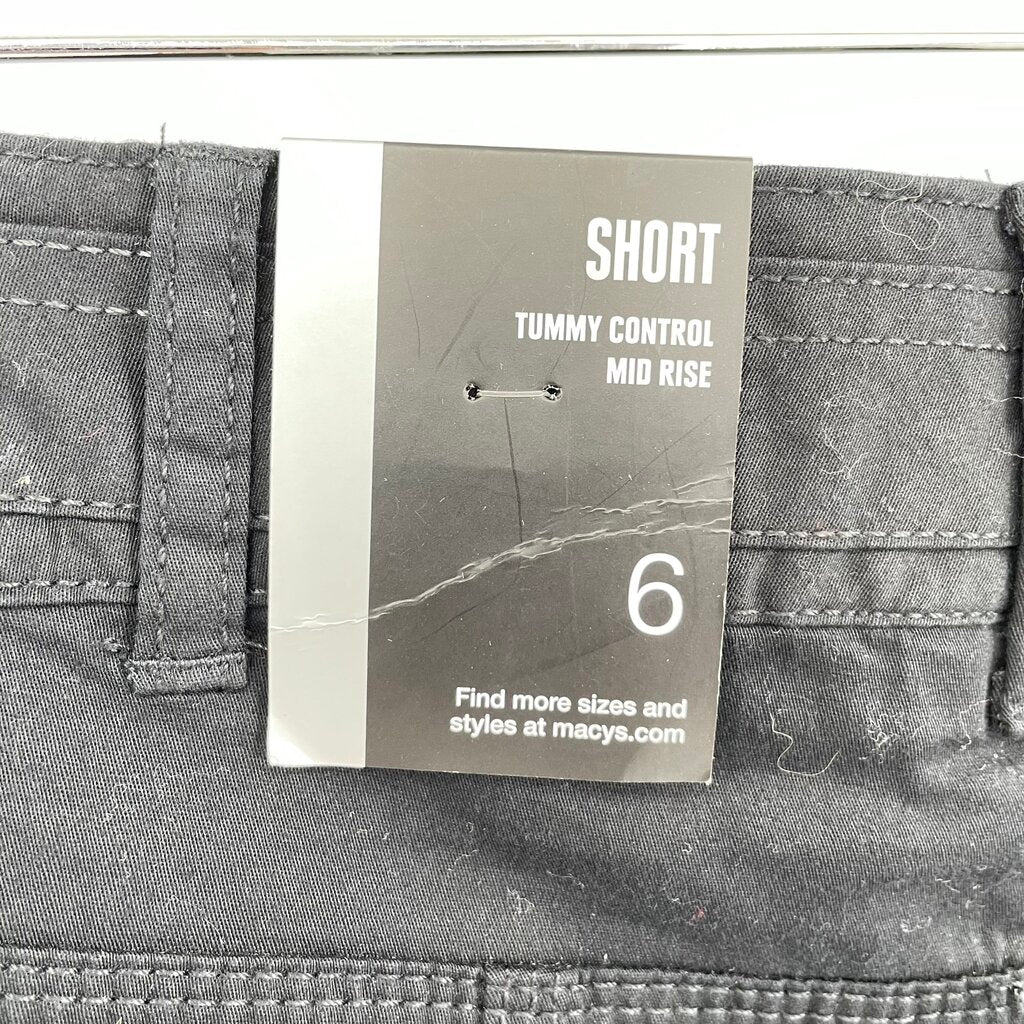 SHORT
TUMMY CONTROL
MID RISE
6
Find more sizes and
styles at macys.com